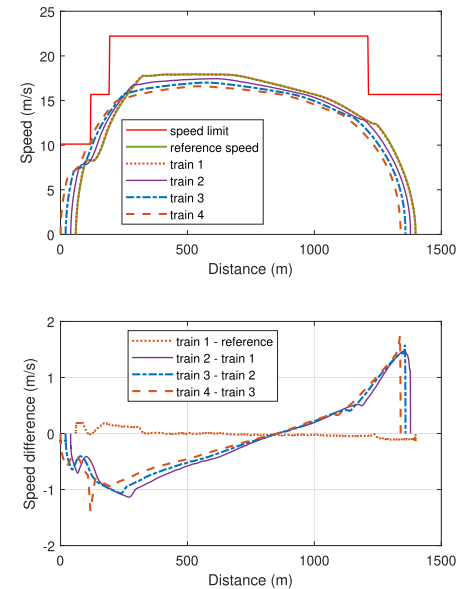 25
20
15
10
5
0
Speed (m/s)
speed limit
reference speed
train 1
train 2
train 3
train 4
0
500
1000
1500
Distance (m)
2
1
0
-1
-2
Speed difference (m/s)
train 1 - reference
train 2 - train 1
train 3 - train 2
train 4 - train 3
0
500
1000
1500
Distance (m)